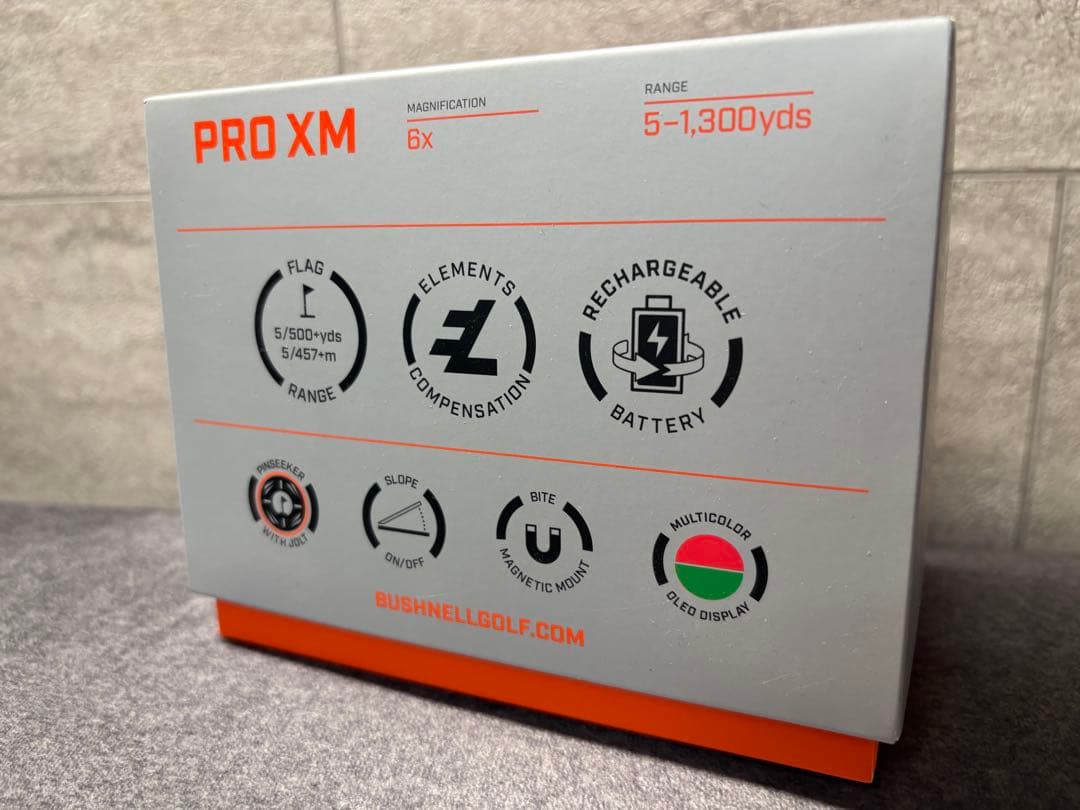 PRO XM
MAGNIFICATION
6x
RANGE
5–1,300yds
FLAG
5/500+yds
5/457+m
RANGE
ELEMENTS
COMPENSATION
RECHARGEABLE
BATTERY
PINSEEKER
WITH JOLT
SLOPE
ON/OFF
BITE
MAGNETIC MOUNT
MULTICOLOR
OLED DISPLAY
BUSHNELLGOLF.COM